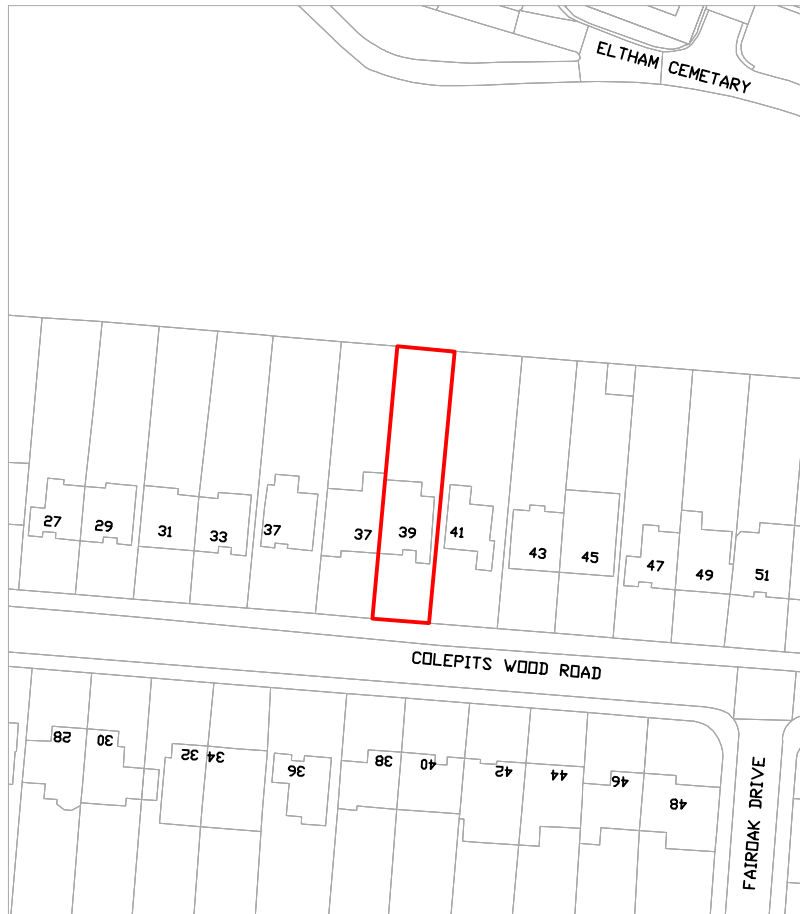 ELTHAM CEMETARY
27 29 31 33 37 37 39 41 43 45 47 49 51
COLEPITS WOOD ROAD
28 30 32 34 36 38 40 42 44 46 48
FAIROAK DRIVE